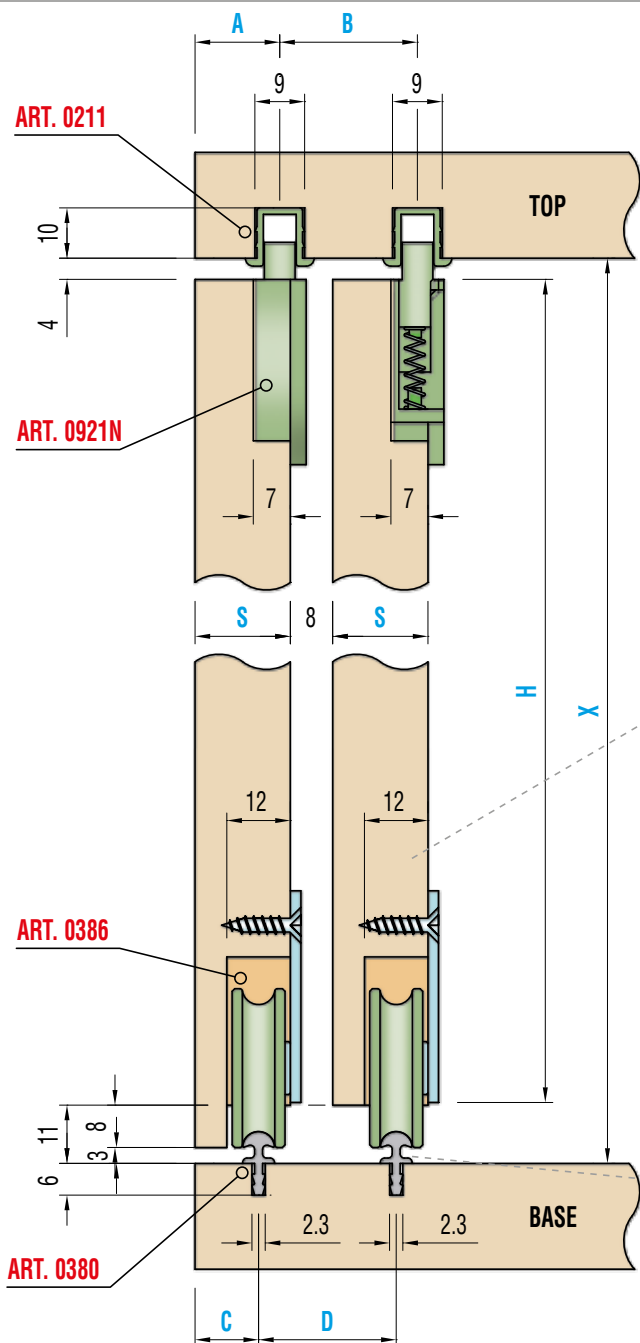 A B
9 9
ART. 0211
TOP
10
4
ART. 0921N
7 7
S 8 S
H X
12 12
ART. 0386
11 8
3
6
2.3 2.3
BASE
ART. 0380
C D